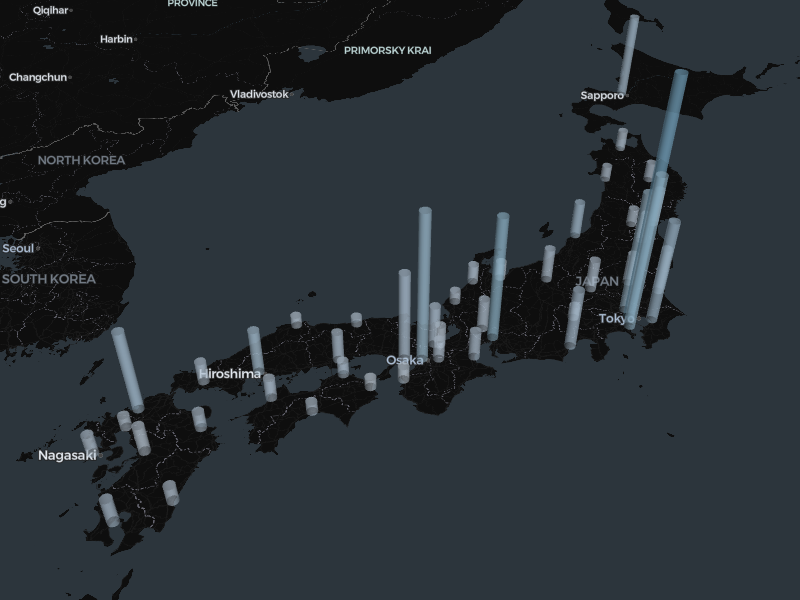 PROVINCE
Qiqihar
Harbin
PRIMORSKY KRAI
Changchun
Vladivostok
Sapporo
NORTH KOREA
g
Seoul
SOUTH KOREA
JAPAN
Tokyo
Osaka
Hiroshima
Nagasaki